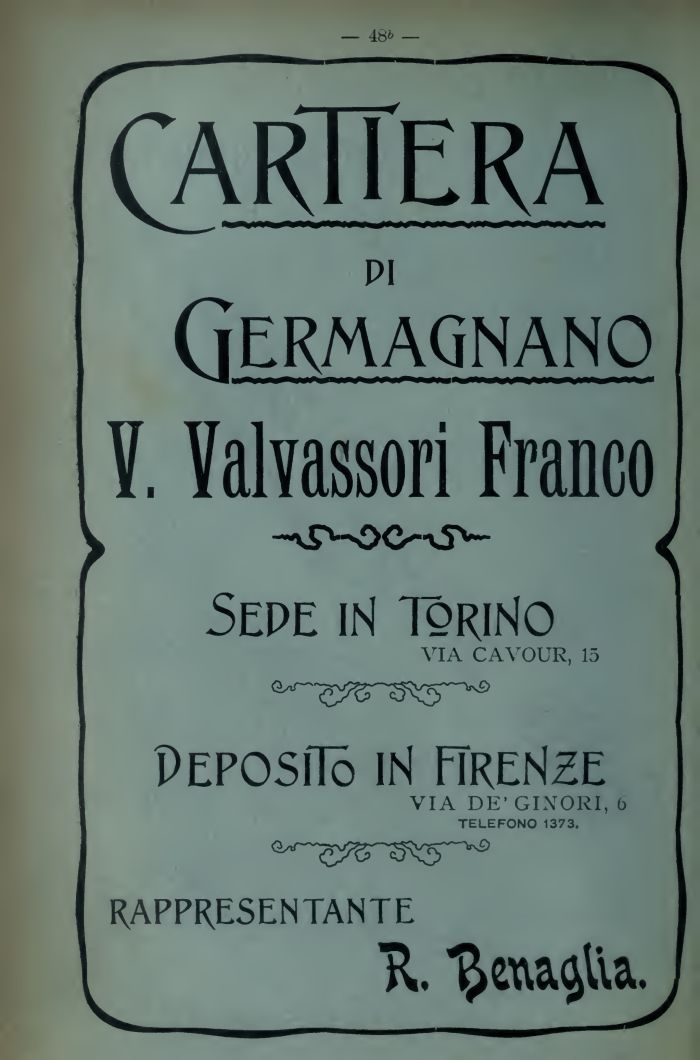 — 48b —
CARTIERA
DI
GERMAGNANO
V. Valvassori Franco
SEDE IN TORINO
VIA CAVOUR, 15
DEPOSITO IN FIRENZE
VIA DE' GINORI, 6
TELEFONO 1373.
RAPPRESENTANTE
R. Benaglia.